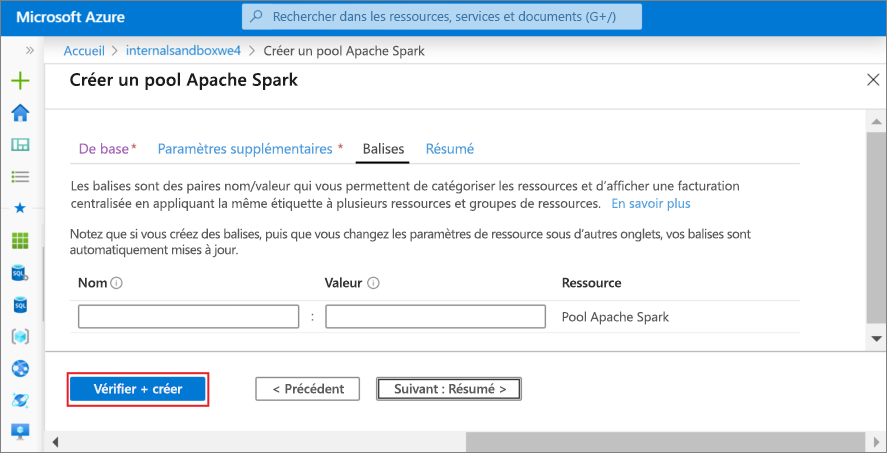 Microsoft Azure
Rechercher dans les ressources, services et documents (G+/)
Accueil > internalsandboxwe4 > Créer un pool Apache Spark
Créer un pool Apache Spark
De base * Paramètres supplémentaires * Balises Résumé
Les balises sont des paires nom/valeur qui vous permettent de catégoriser les ressources et d'afficher une facturation
centralisée en appliquant la même étiquette à plusieurs ressources et groupes de ressources. En savoir plus
Notez que si vous créez des balises, puis que vous changez les paramètres de ressource sous d'autres onglets, vos balises sont
automatiquement mises à jour.
Nom Valeur Ressource
: Pool Apache Spark
Vérifier + créer < Précédent Suivant : Résumé >